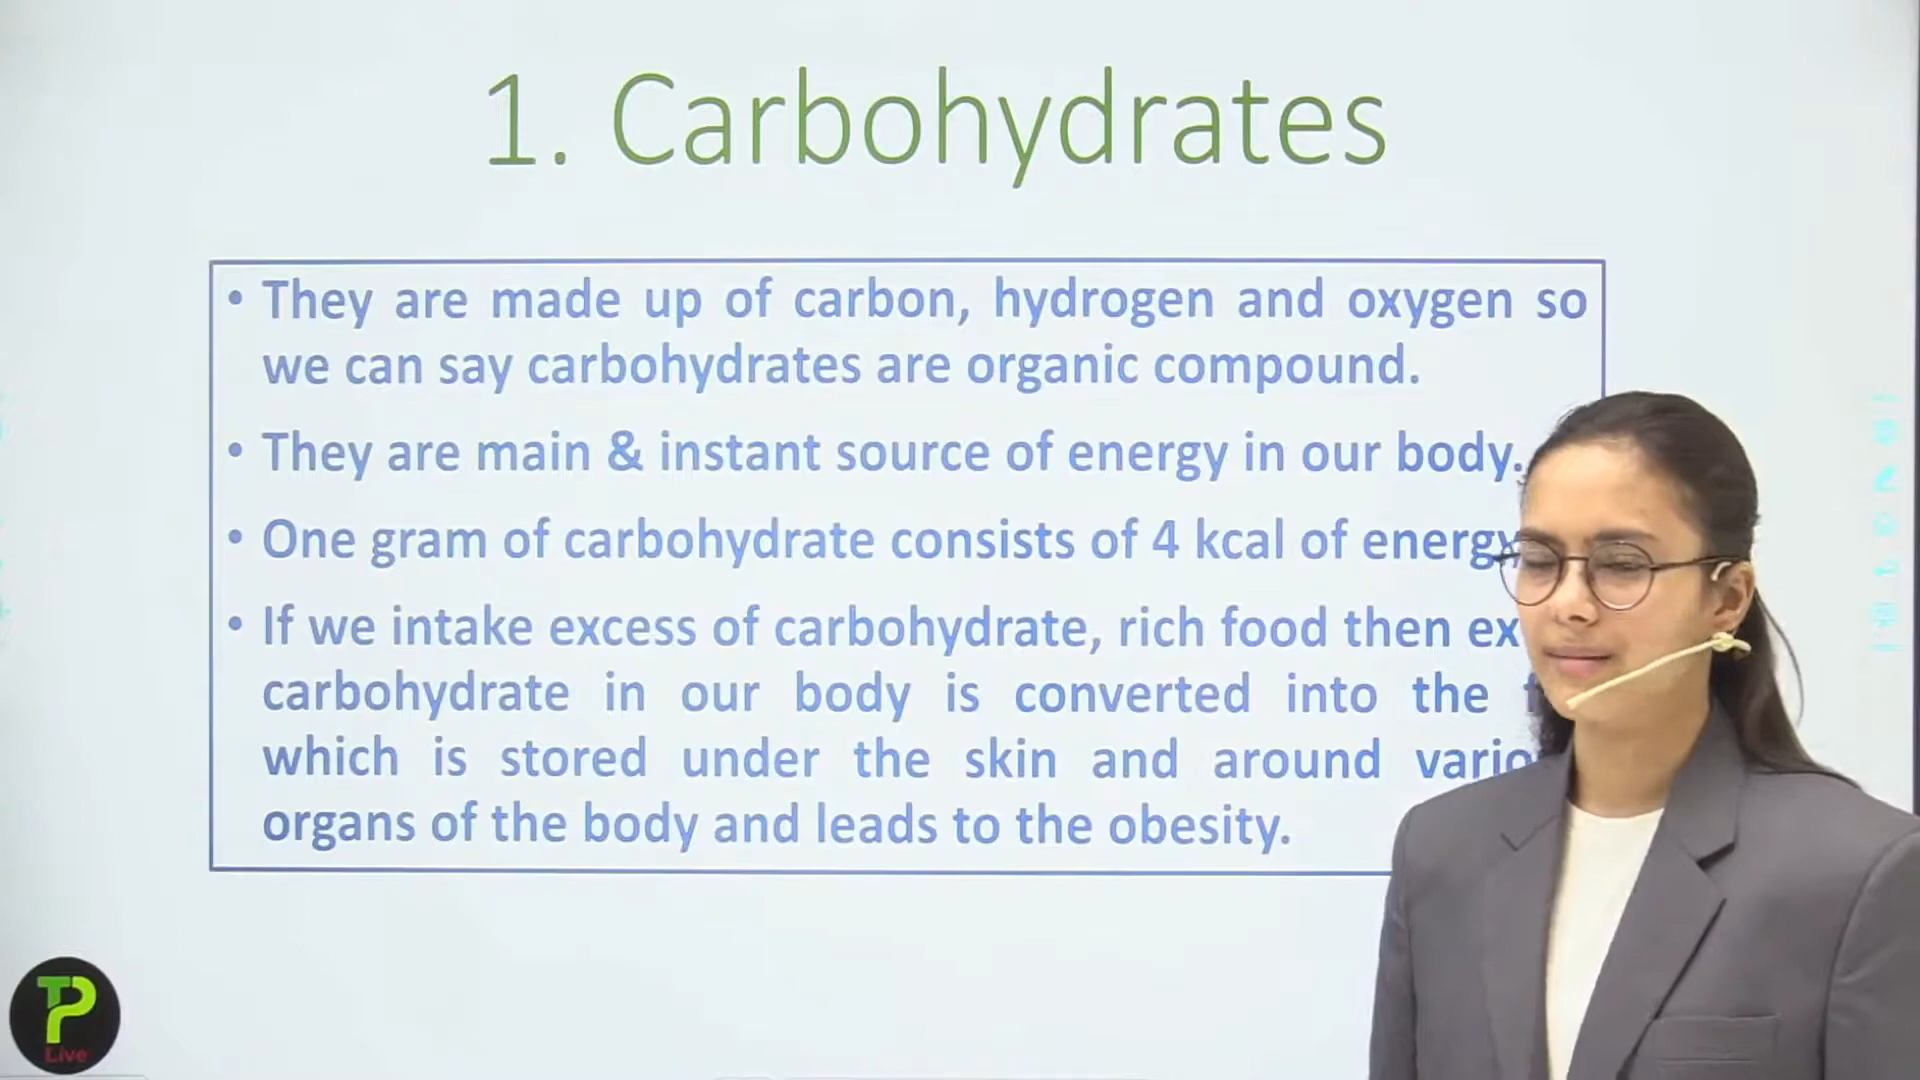 1. Carbohydrates
• They are made up of carbon, hydrogen and oxygen so
we can say carbohydrates are organic compound.
• They are main & instant source of energy in our body.
• One gram of carbohydrate consists of 4 kcal of energy
• If we intake excess of carbohydrate, rich food then
carbohydrate in our body is converted into the
which is stored under the skin and around
organs of the body and leads to the obesity.
TP
Live